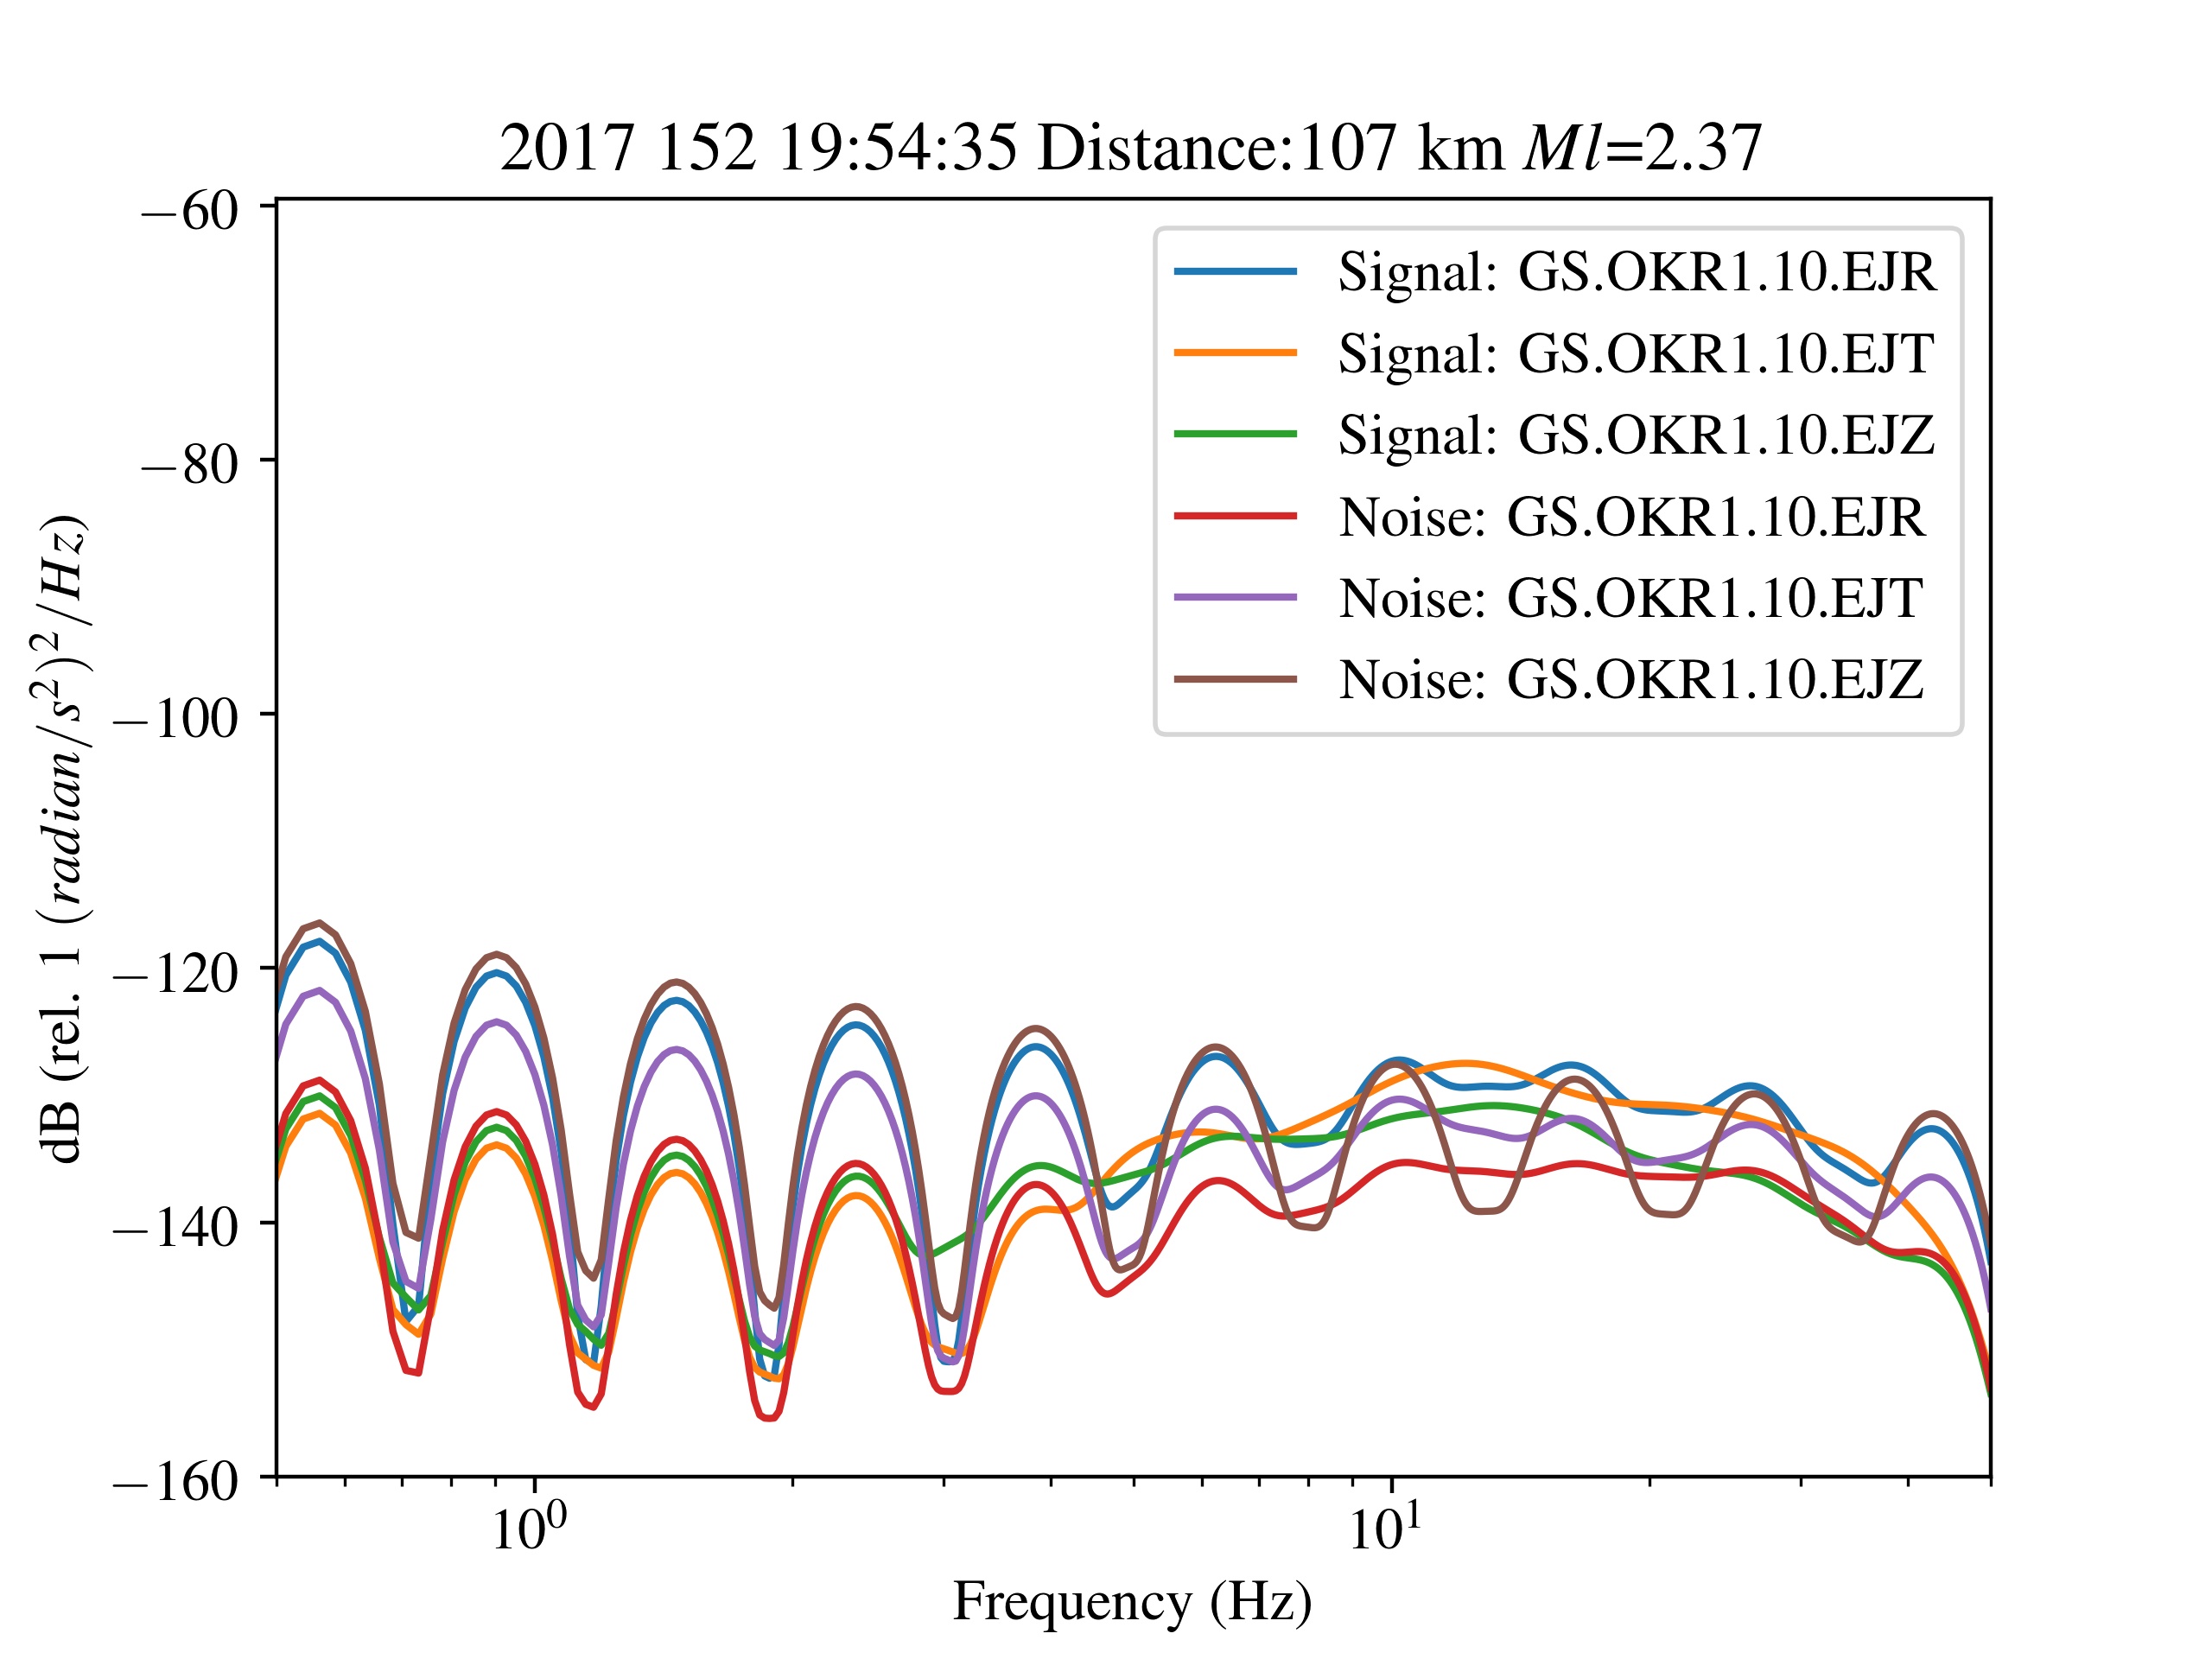 2017 152 19:54:35 Distance:107 km Ml=2.37
−60
−80
−100
−120
−140
−160
dB (rel. 1 (radian/s²)²/Hz)
Signal: GS.OKR1.10.EJR
Signal: GS.OKR1.10.EJT
Signal: GS.OKR1.10.EJZ
Noise: GS.OKR1.10.EJR
Noise: GS.OKR1.10.EJT
Noise: GS.OKR1.10.EJZ
10⁰ 10¹
Frequency (Hz)